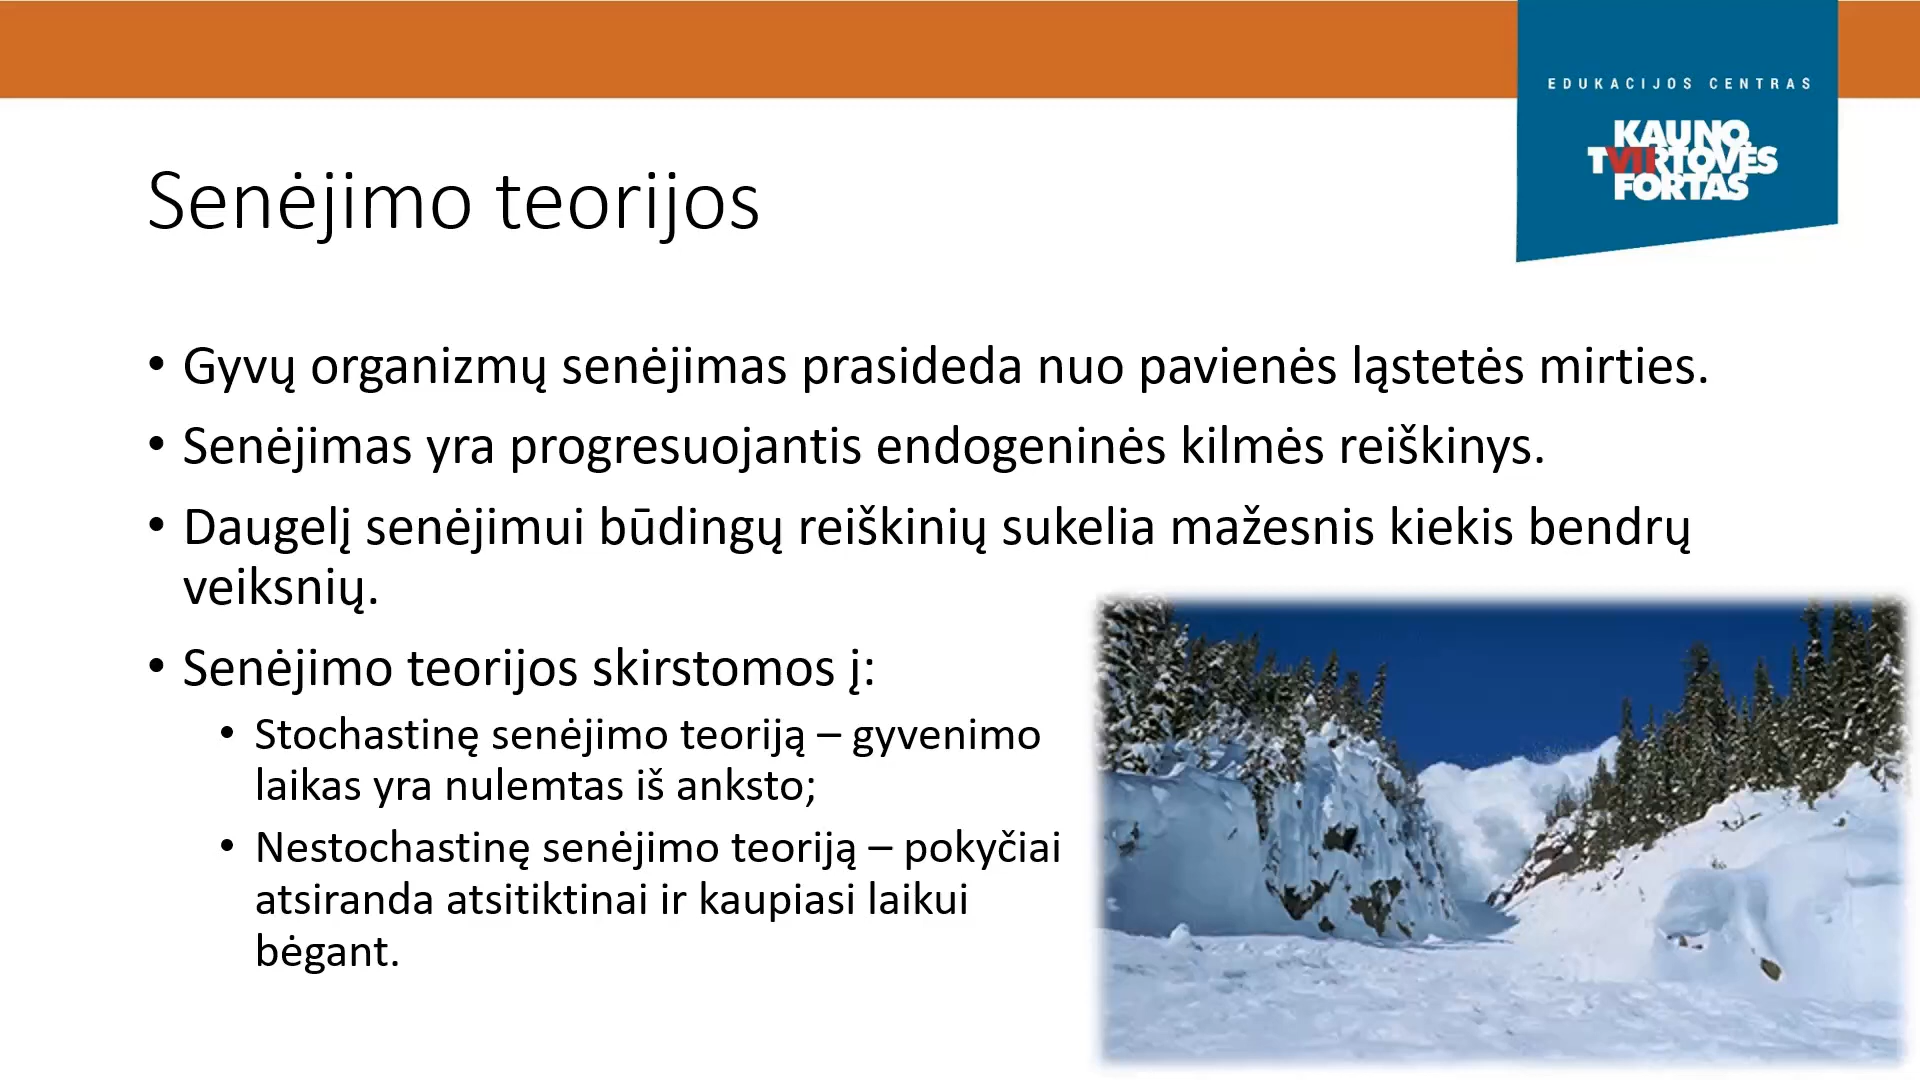 EDUKACIJOS CENTRAS
KAUNO
TVIRTOVĖS
FORTAS
Senėjimo teorijos
• Gyvų organizmų senėjimas prasideda nuo pavienės ląstetės mirties.
• Senėjimas yra progresuojantis endogeninės kilmės reiškinys.
• Daugelį senėjimui būdingų reiškinių sukelia mažesnis kiekis bendrų
veiksnių.
• Senėjimo teorijos skirstomos į:
• Stochastinę senėjimo teoriją – gyvenimo
laikas yra nulemtas iš anksto;
• Nestochastinę senėjimo teoriją – pokyčiai
atsiranda atsitiktinai ir kaupiasi laikui
bėgant.